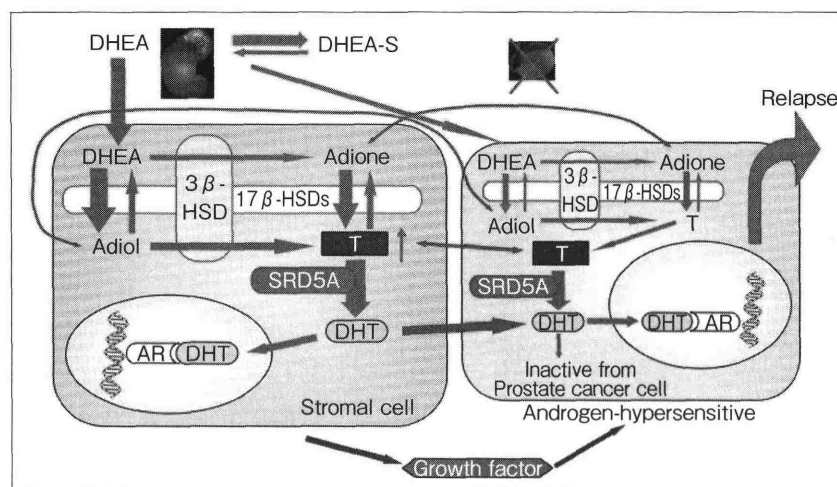 DHEA
DHEA-S
Relapse
DHEA
Adione
3β-
HSD
17β-HSDs
Adiol
T
SRD5A
DHT
AR
DHT
Stromal cell
DHEA
Adione
3β-
HSD
17β-HSDs
Adiol
T
T
SRD5A
DHT
DHT
AR
Inactive from
Prostate cancer cell
Androgen-hypersensitive
Growth factor